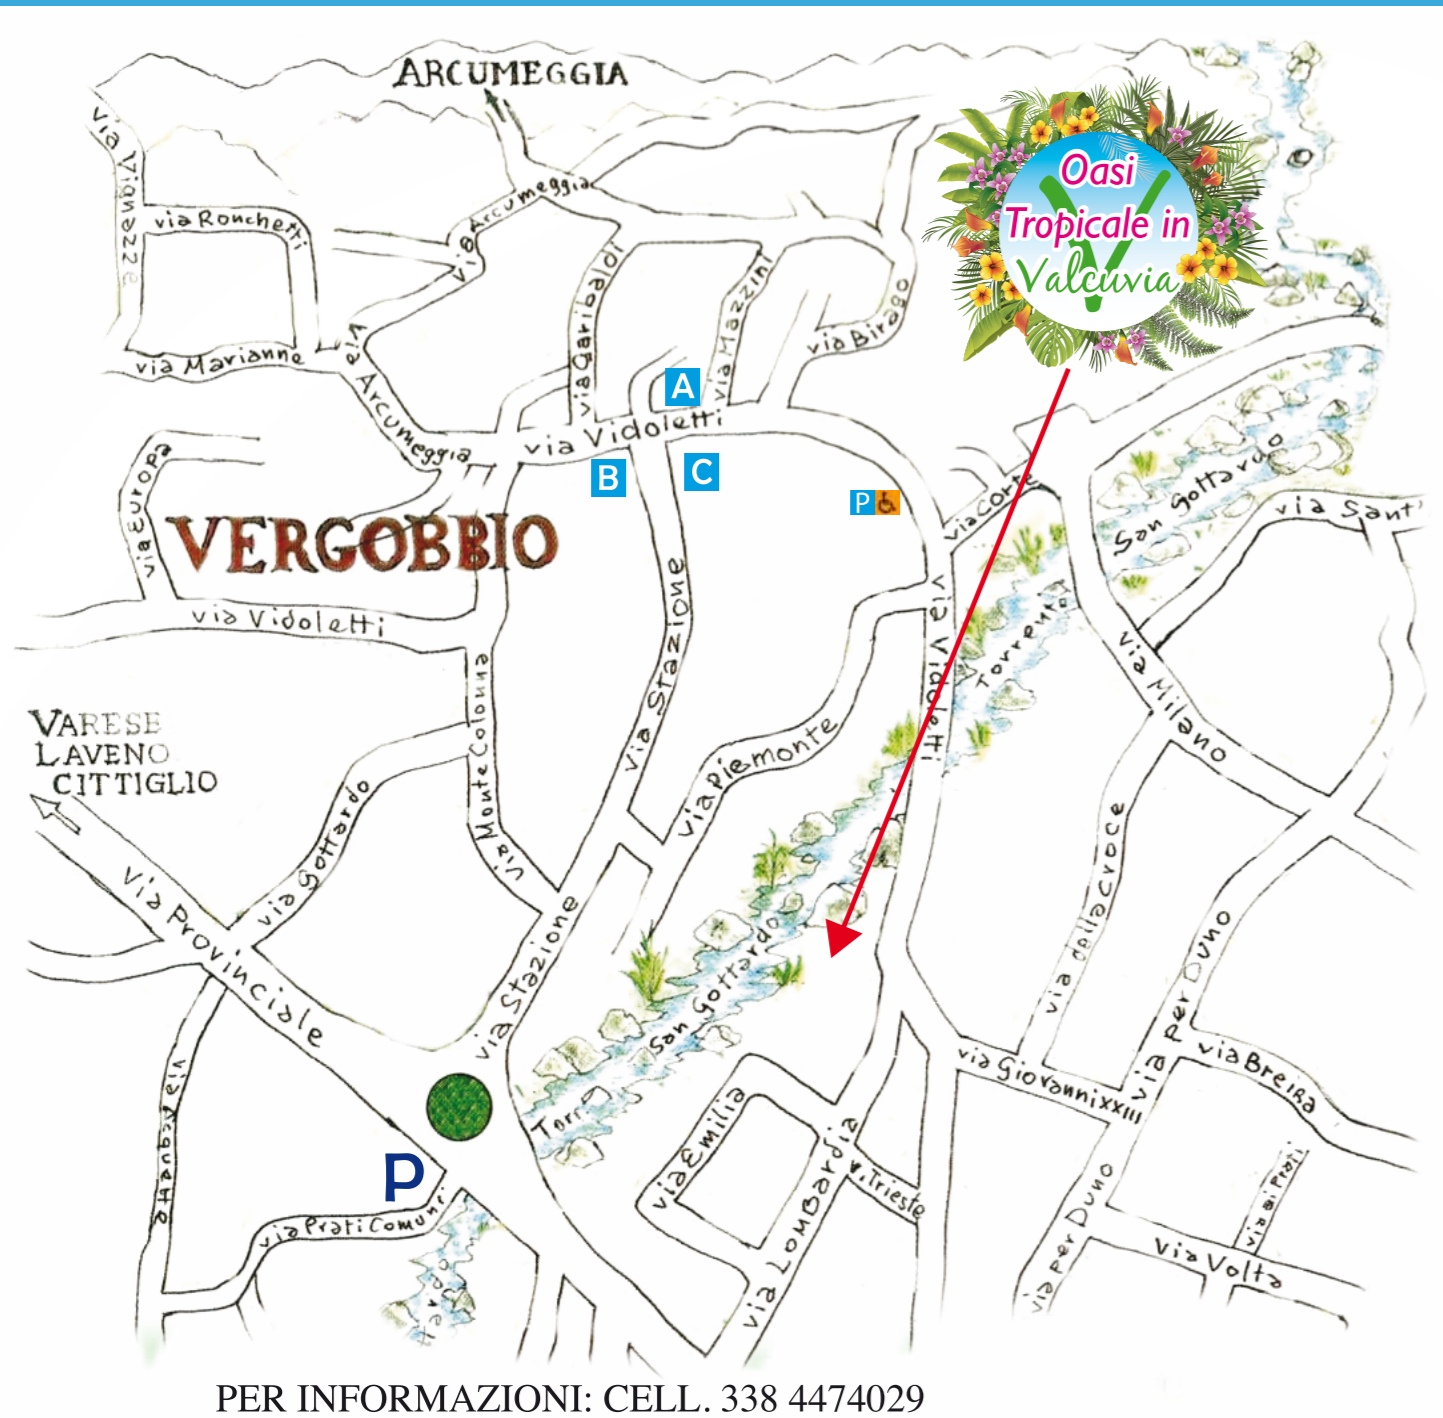 ARCUMEGGIA
via Vignazze
via Ronchetti
via Arcumeggia
Oasi
Tropicale in
Valcuvia
via Garibaldi
via Mazzini
via Birago
via Marianne
via Arcumeggia
A
via Vidoletti
B
C
P
via Europa
VERGOBBIO
via Corte
San Gottardo
via Sant'
via Vidoletti
via Stazione
via Vidoletti
Torrente
via Milano
VARESE
LAVENO
CITTIGLIO
via Monte Colonna
via Piemonte
via Gottardo
via Provinciale
via della Croce
via Stazione
San Gottardo
Torr
via per Duno
via Giovanni XXIII
via Breira
via Acquanera
via Emilia
P
via Prati Comuni
via Lombardia
v. Trieste
via per Duno
via ai Prati
via Volta
PER INFORMAZIONI: CELL. 338 4474029